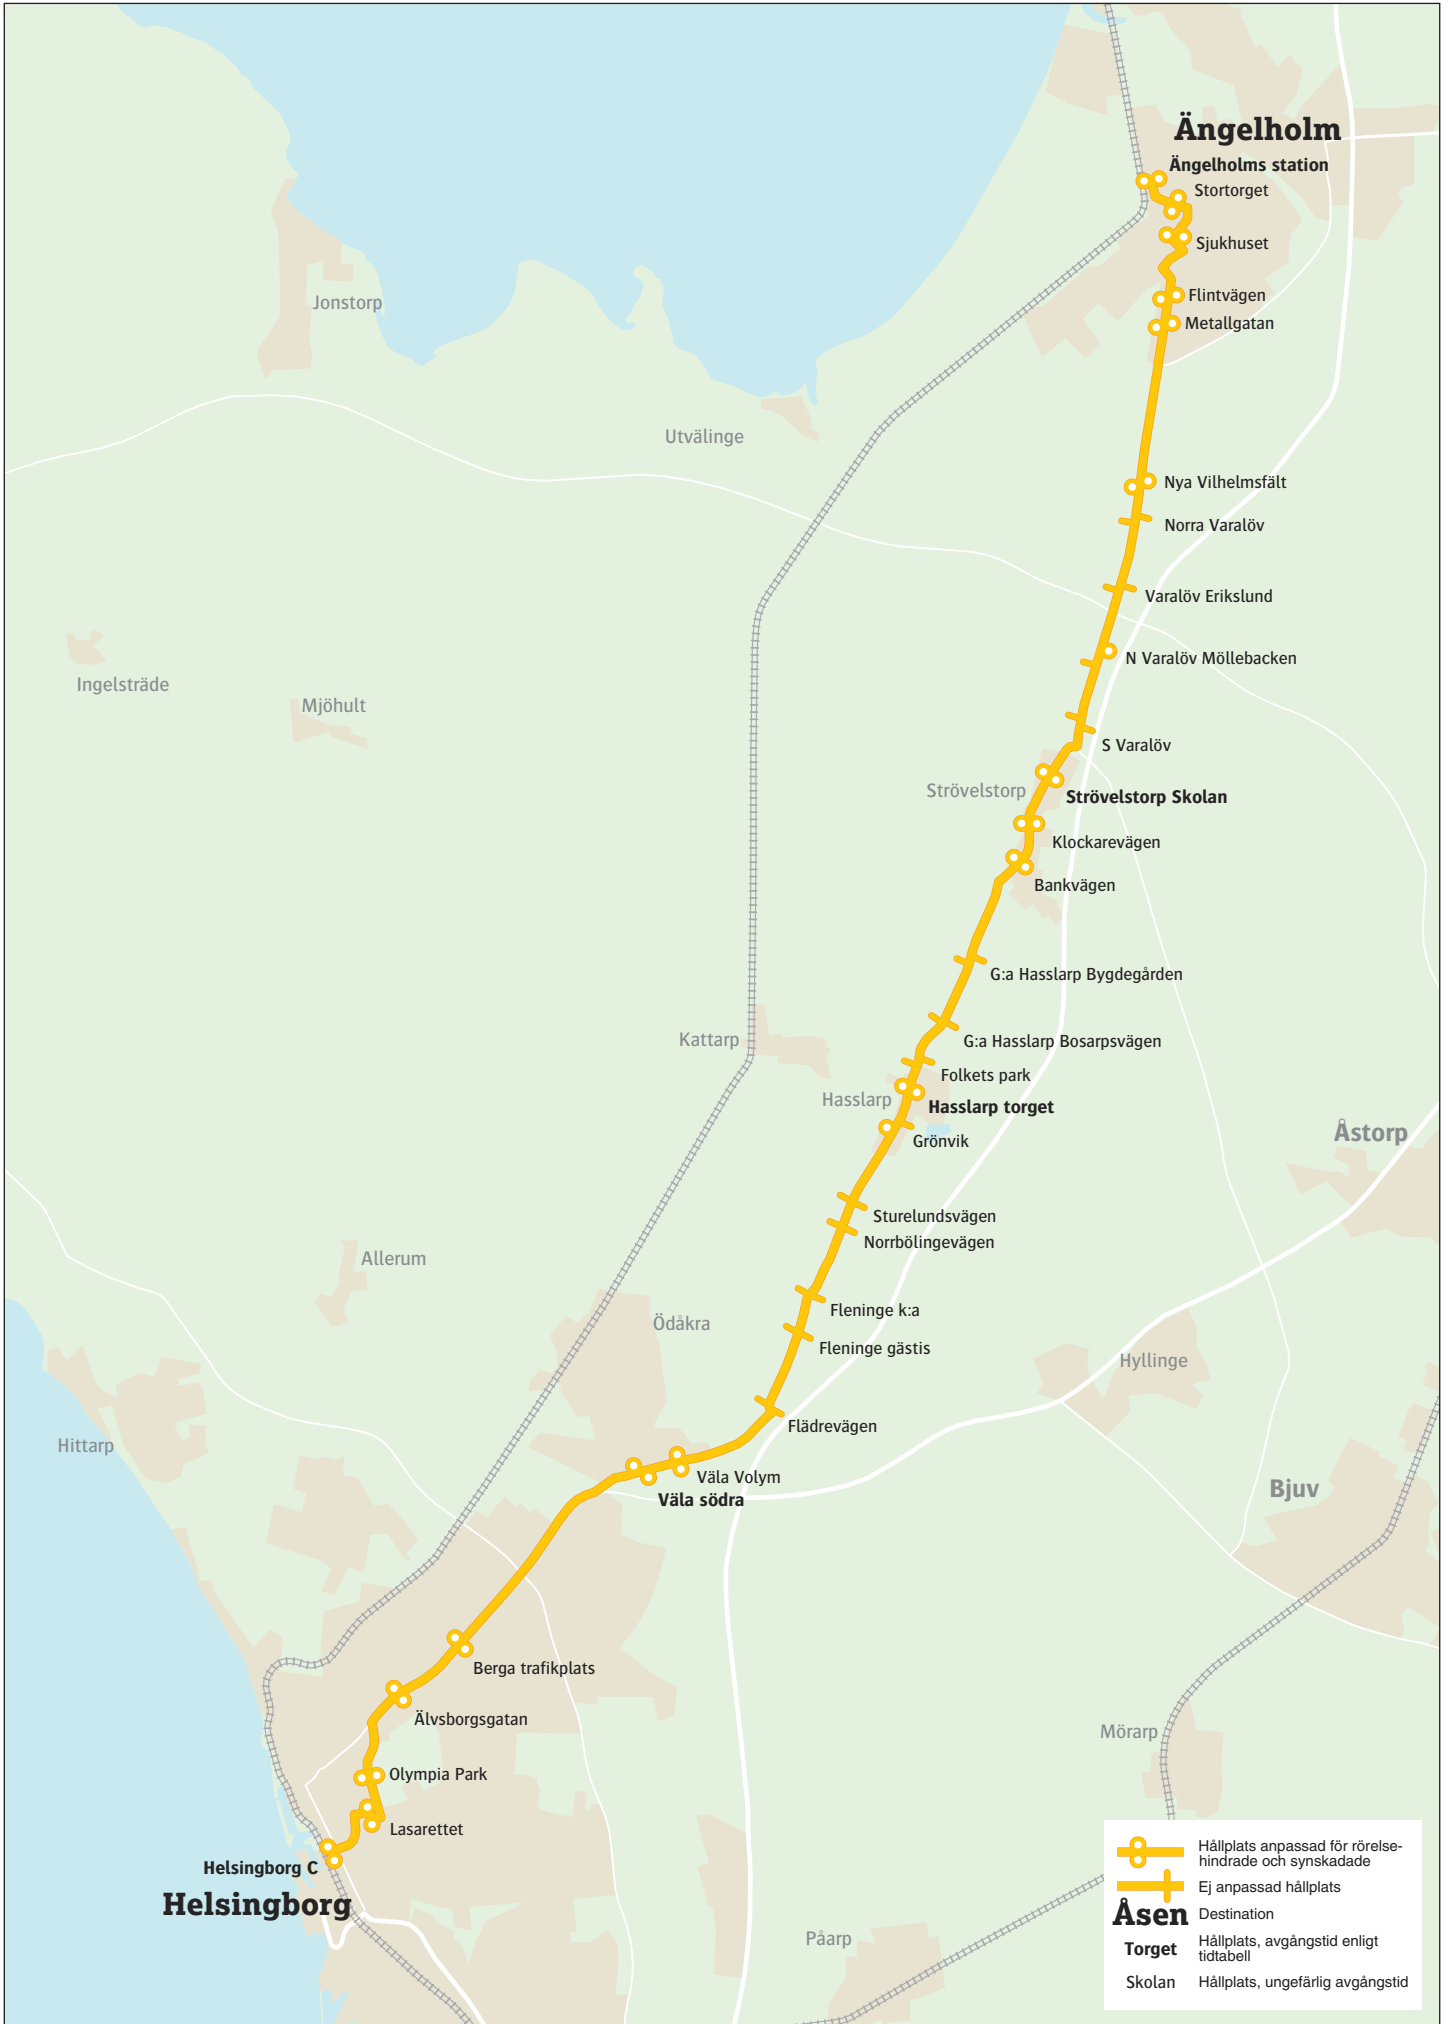 Ängelholm
Ängelholms station
Stortorget
Sjukhuset
Flintvägen
Jonstorp
Metallgatan
Utvälinge
Nya Vilhelmsfält
Norra Varalöv
Varalöv Erikslund
N Varalöv Möllebacken
Ingelsträde
Mjöhult
S Varalöv
Strövelstorp
Strövelstorp Skolan
Klockarevägen
Bankvägen
G:a Hasslarp Bygdegården
Kattarp
G:a Hasslarp Bosarpsvägen
Folkets park
Hasslarp
Hasslarp torget
Åstorp
Grönvik
Sturelundsvägen
Norrbölingevägen
Allerum
Fleninge k:a
Ödåkra
Fleninge gästis
Hyllinge
Flädrevägen
Hittarp
Väla Volym
Bjuv
Väla södra
Berga trafikplats
Älvsborgsgatan
Mörarp
Olympia Park
Lasarettet
Helsingborg C
Helsingborg
Påarp
Hållplats anpassad för rörelse-
hindrade och synskadade
Ej anpassad hållplats
Åsen Destination
Torget Hållplats, avgångstid enligt
tidtabell
Skolan Hållplats, ungefärlig avgångstid